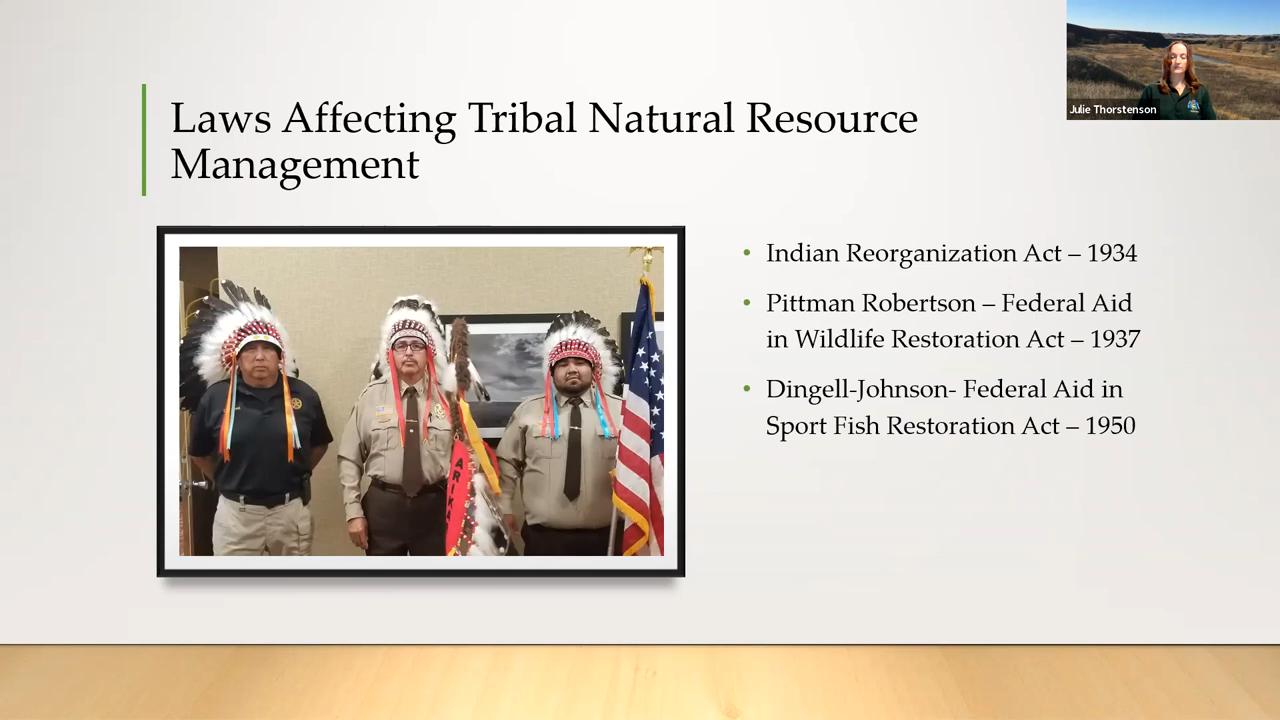 Julie Thorstenson
Laws Affecting Tribal Natural Resource
Management
• Indian Reorganization Act – 1934
• Pittman Robertson – Federal Aid
in Wildlife Restoration Act – 1937
• Dingell-Johnson- Federal Aid in
Sport Fish Restoration Act – 1950
ARIKA